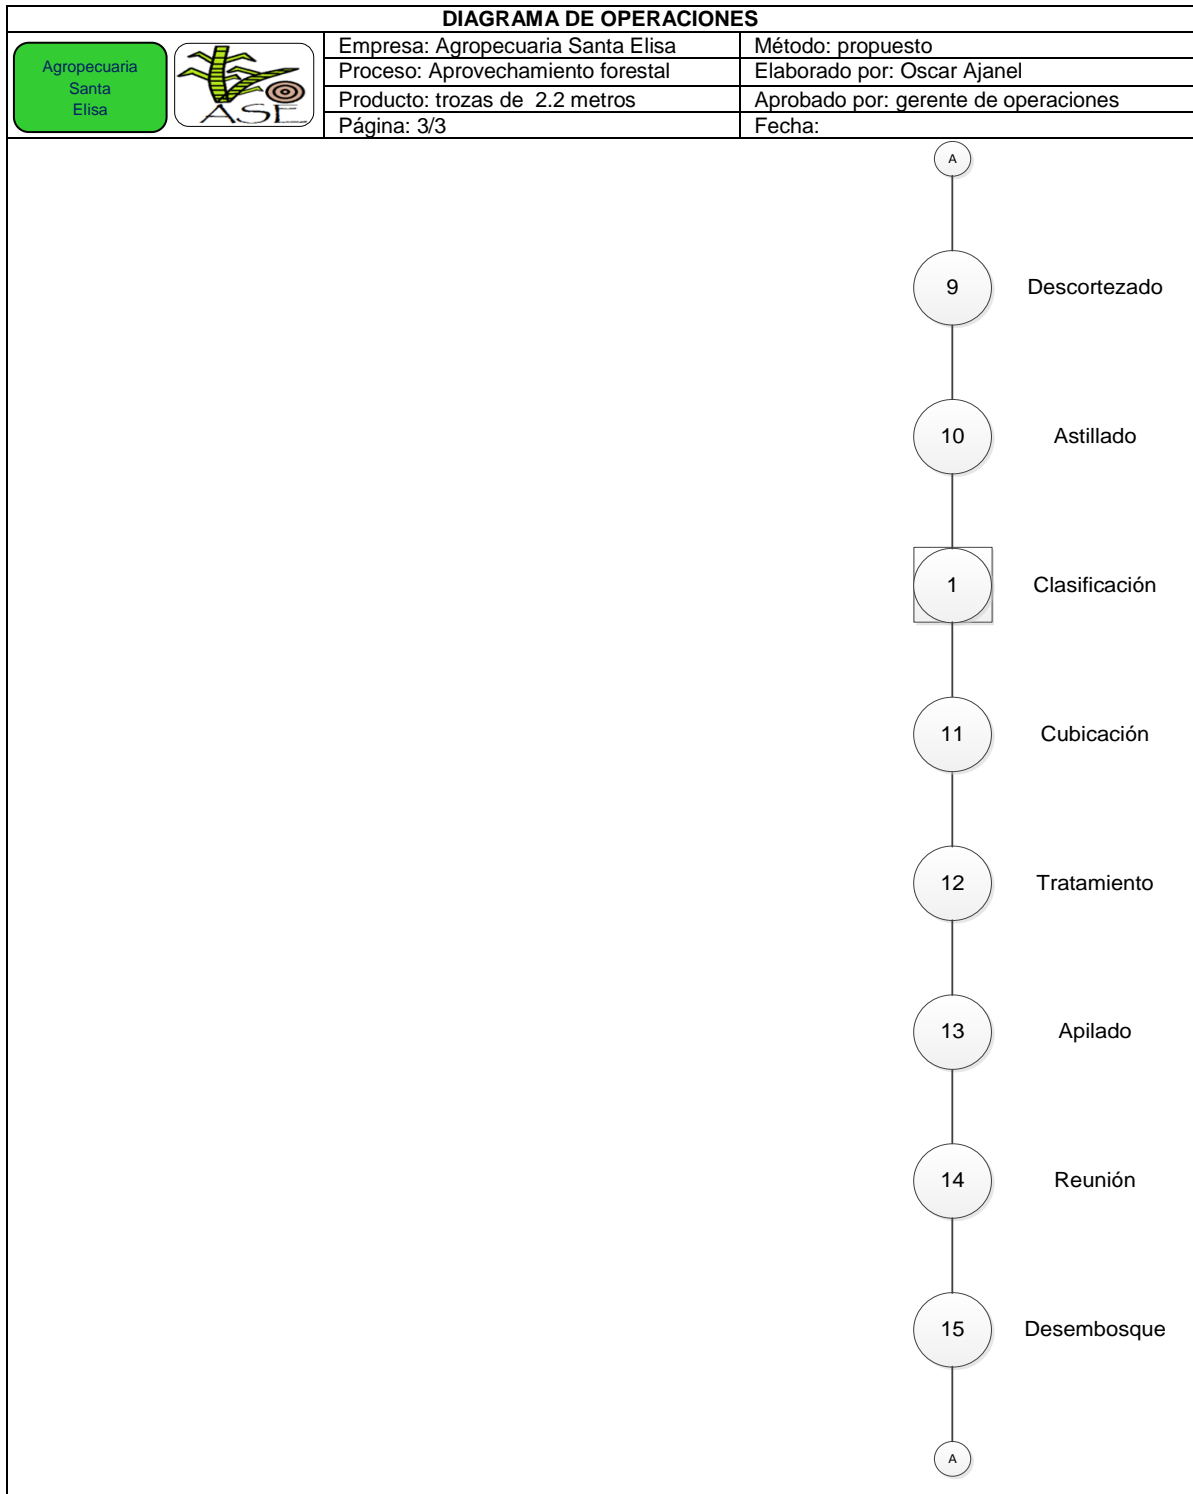 DIAGRAMA DE OPERACIONES
Agropecuaria
Santa
Elisa
ASE
Empresa: Agropecuaria Santa Elisa
Método: propuesto
Proceso: Aprovechamiento forestal
Elaborado por: Oscar Ajanel
Producto: trozas de 2.2 metros
Aprobado por: gerente de operaciones
Página: 3/3
Fecha:
A
9 Descortezado
10 Astillado
1 Clasificación
11 Cubicación
12 Tratamiento
13 Apilado
14 Reunión
15 Desembosque
A